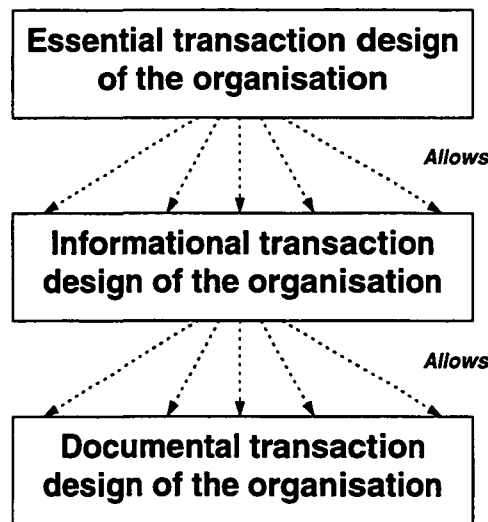 Essential transaction design
of the organisation
Allows
Informational transaction
design of the organisation
Allows
Documental transaction
design of the organisation